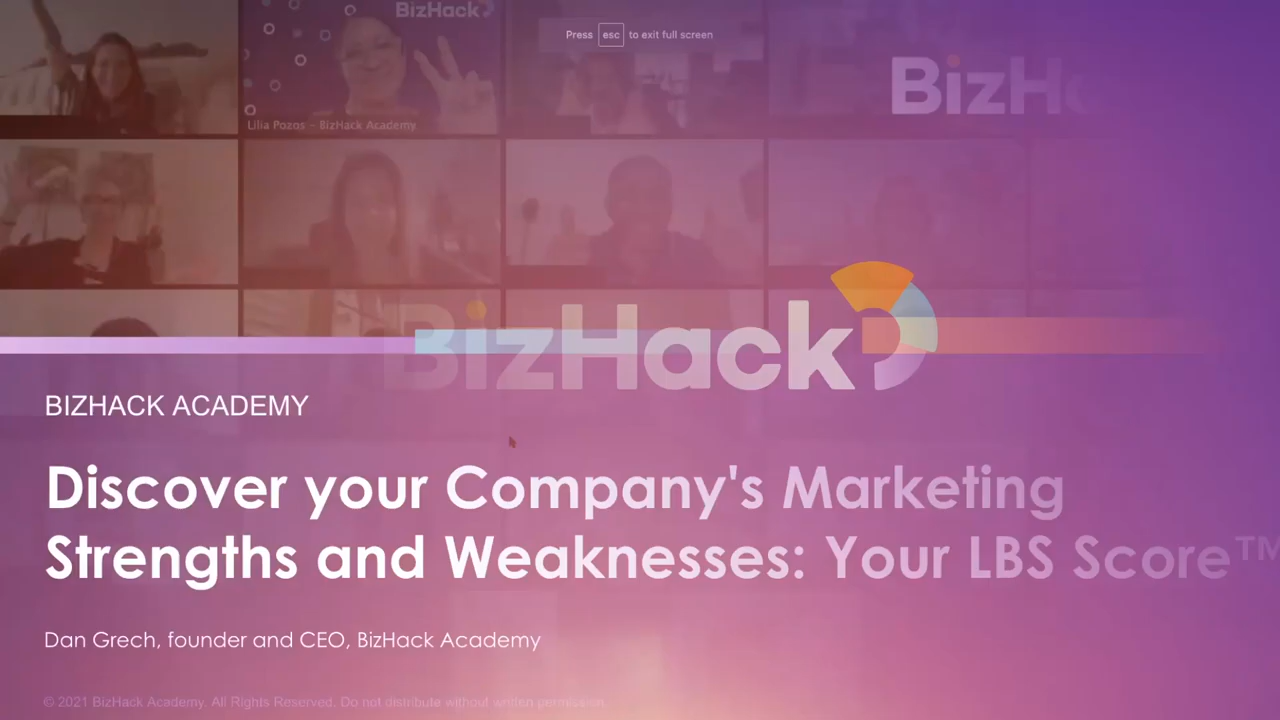 BizHack
Press esc to exit full screen
BizH
Lilia Pozos – BizHack Academy
BizHack
BIZHACK ACADEMY
Discover your Company's Marketing
Strengths and Weaknesses: Your LBS Score™
Dan Grech, founder and CEO, BizHack Academy
© 2021 BizHack Academy. All Rights Reserved. Do not distribute without written permission.